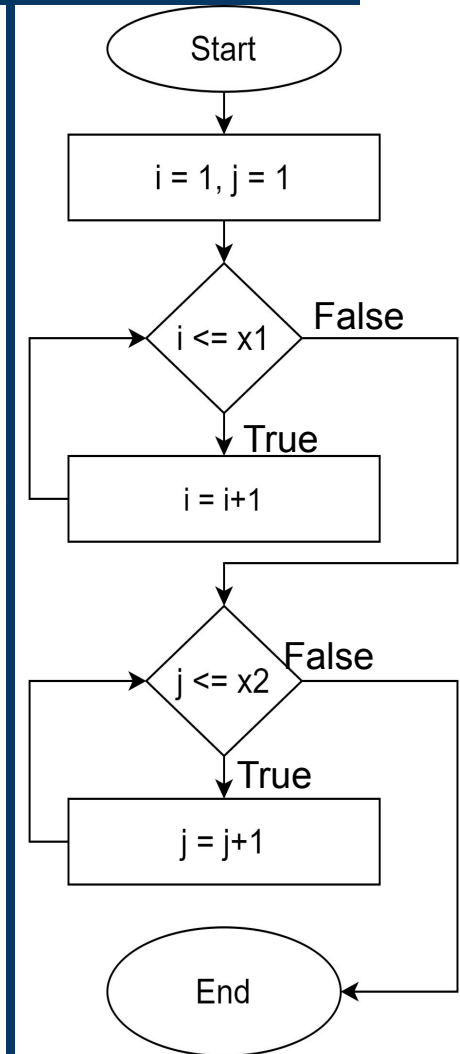 Start
i = 1, j = 1
i <= x1
False
True
i = i+1
j <= x2
False
True
j = j+1
End